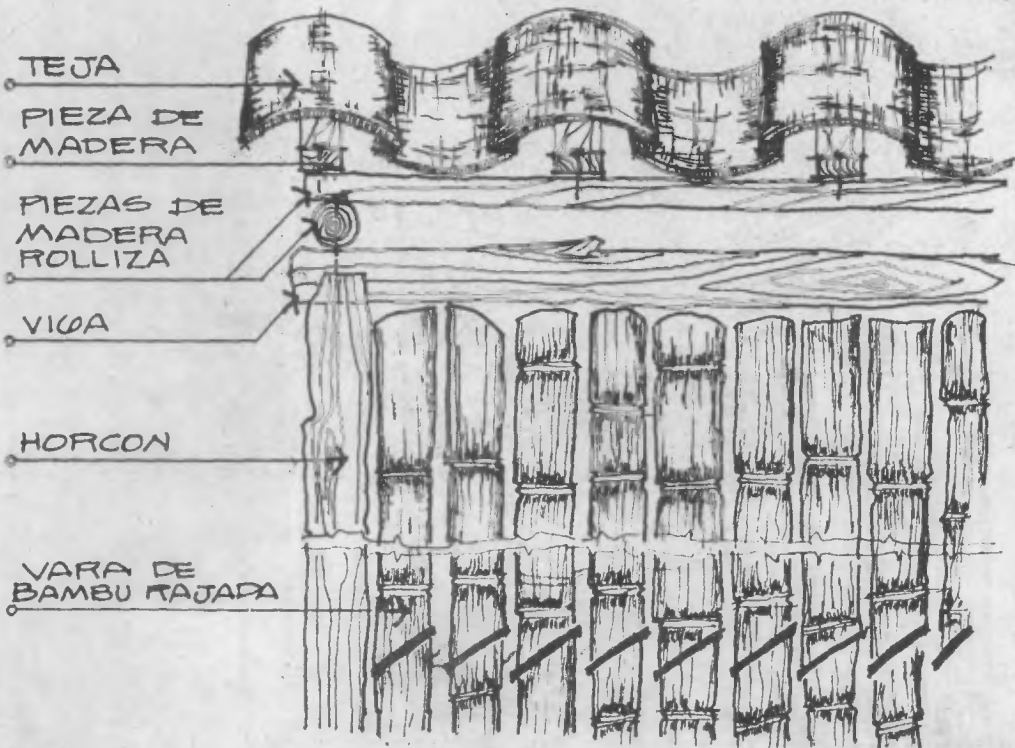 TEJA
PIEZA DE
MADERA
PIEZAS DE
MADERA
ROLLIZA
VIGA
HORCON
VARA DE
BAMBU RAJADA